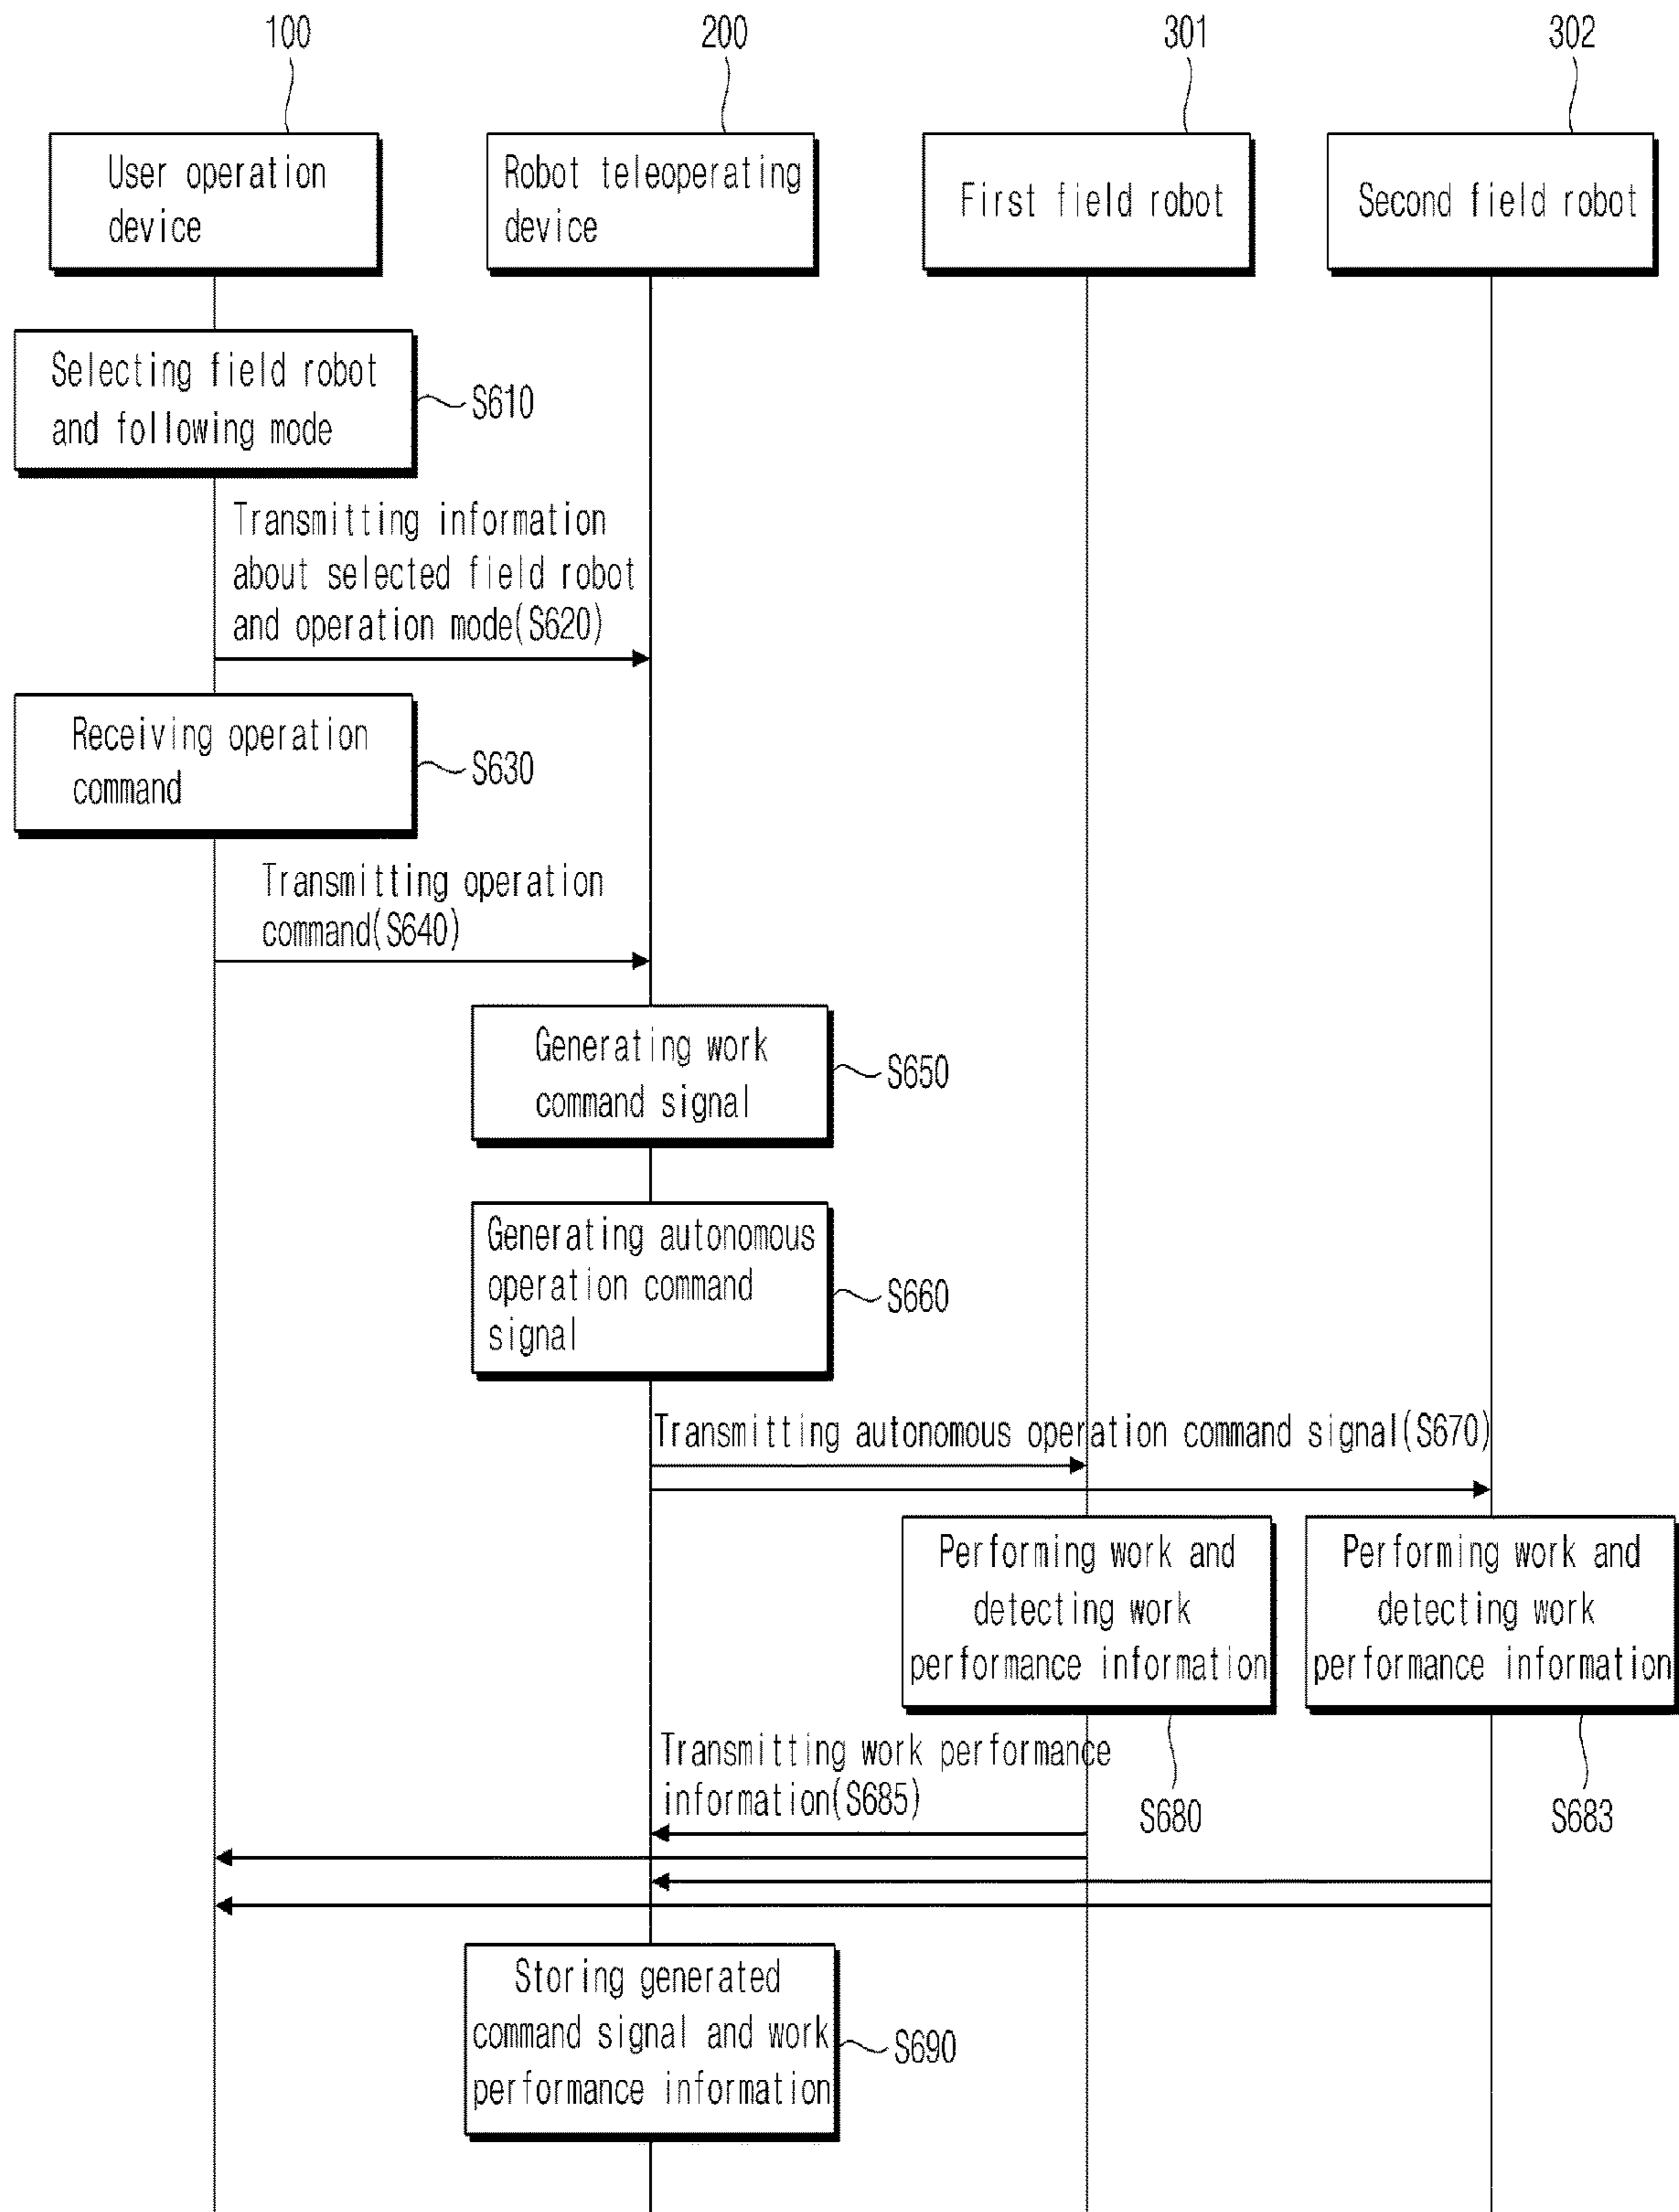 100
200
301
302
User operation
device
Robot teleoperating
device
First field robot
Second field robot
Selecting field robot
and following mode
S610
Transmitting information
about selected field robot
and operation mode(S620)
Receiving operation
command
S630
Transmitting operation
command(S640)
Generating work
command signal
S650
Generating autonomous
operation command
signal
S660
Transmitting autonomous operation command signal(S670)
Performing work and
detecting work
performance information
S680
Performing work and
detecting work
performance information
S683
Transmitting work performance
information(S685)
Storing generated
command signal and work
performance information
S690